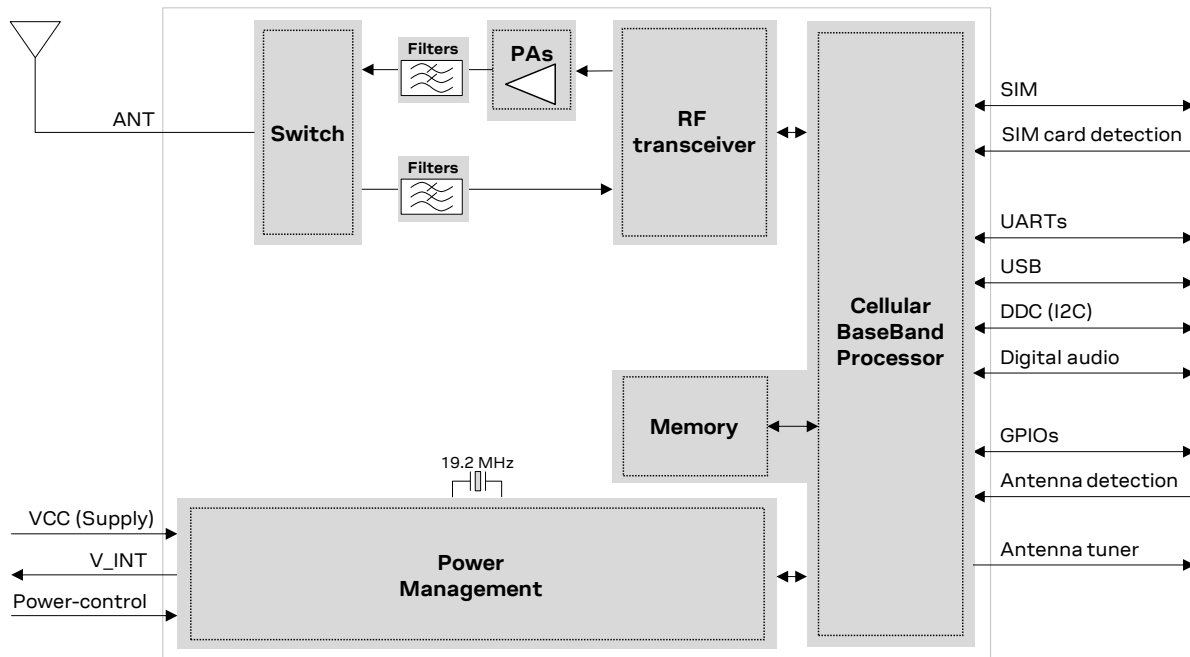 Filters
PAs
ANT
Switch
RF
transceiver
Filters
SIM
SIM card detection
UARTs
USB
DDC (I2C)
Digital audio
Cellular
BaseBand
Processor
Memory
GPIOs
Antenna detection
Antenna tuner
19.2 MHz
VCC (Supply)
V_INT
Power-control
Power
Management